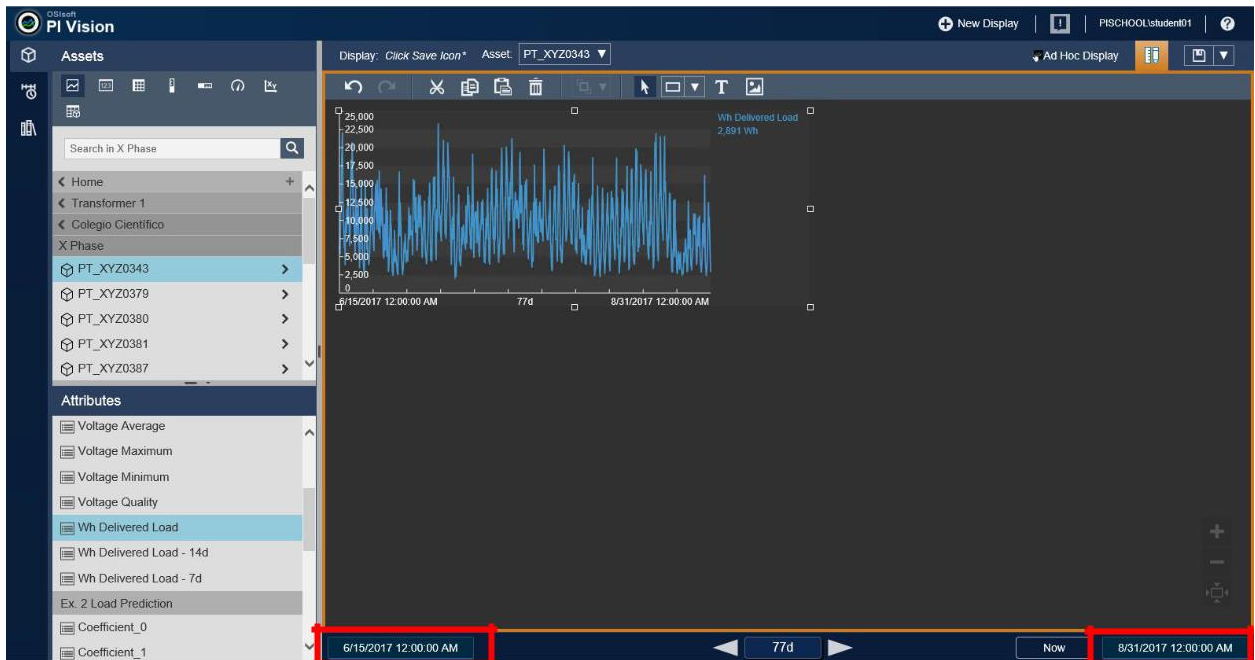 OSIsoft
PI Vision
New Display
PISCHOOL\student01
?
Assets
Display: Click Save Icon* Asset: PT_XYZ0343
Ad Hoc Display
123
XY
T
Search in X Phase
Home +
Transformer 1
Colegio Científico
X Phase
PT_XYZ0343
PT_XYZ0379
PT_XYZ0380
PT_XYZ0381
PT_XYZ0387
Attributes
Voltage Average
Voltage Maximum
Voltage Minimum
Voltage Quality
Wh Delivered Load
Wh Delivered Load - 14d
Wh Delivered Load - 7d
Ex. 2 Load Prediction
Coefficient_0
Coefficient_1
25,000
22,500
20,000
17,500
15,000
12,500
10,000
7,500
5,000
2,500
0
6/15/2017 12:00:00 AM 77d 8/31/2017 12:00:00 AM
Wh Delivered Load
2,891 Wh
6/15/2017 12:00:00 AM 77d Now 8/31/2017 12:00:00 AM